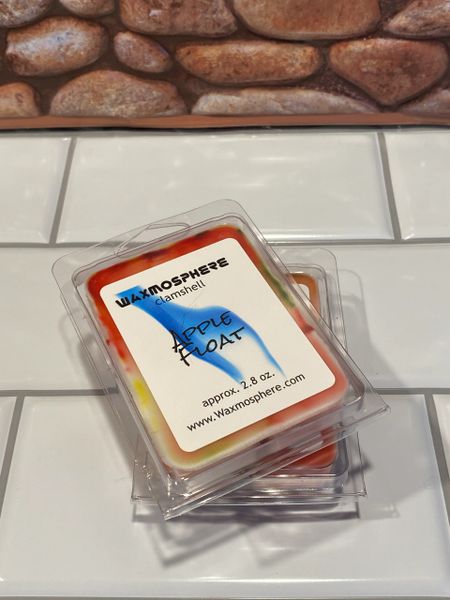 WAXMOSPHERE
clamshell
APPLE
FLOAT
approx. 2.8 oz.
www.Waxmosphere.com